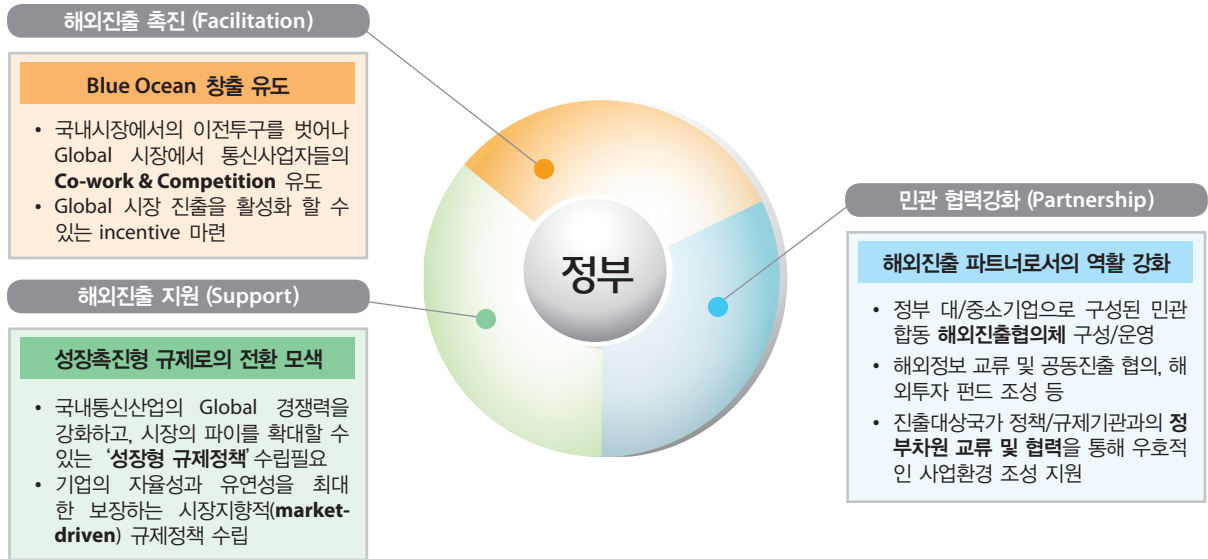 해외진출 촉진 (Facilitation)
Blue Ocean 창출 유도
• 국내시장에서의 이전투구를 벗어나
Global 시장에서 통신사업자들의
Co-work & Competition 유도
• Global 시장 진출을 활성화 할 수
있는 incentive 마련
해외진출 지원 (Support)
성장촉진형 규제로의 전환 모색
• 국내통신산업의 Global 경쟁력을
강화하고, 시장의 파이를 확대할 수
있는 ‘성장형 규제정책’ 수립필요
• 기업의 자율성과 유연성을 최대
한 보장하는 시장지향적(market-
driven) 규제정책 수립
정부
민관 협력강화 (Partnership)
해외진출 파트너로서의 역활 강화
• 정부 대/중소기업으로 구성된 민관
합동 해외진출협의체 구성/운영
• 해외정보 교류 및 공동진출 협의, 해
외투자 펀드 조성 등
• 진출대상국가 정책/규제기관과의 정
부차원 교류 및 협력을 통해 우호적
인 사업환경 조성 지원